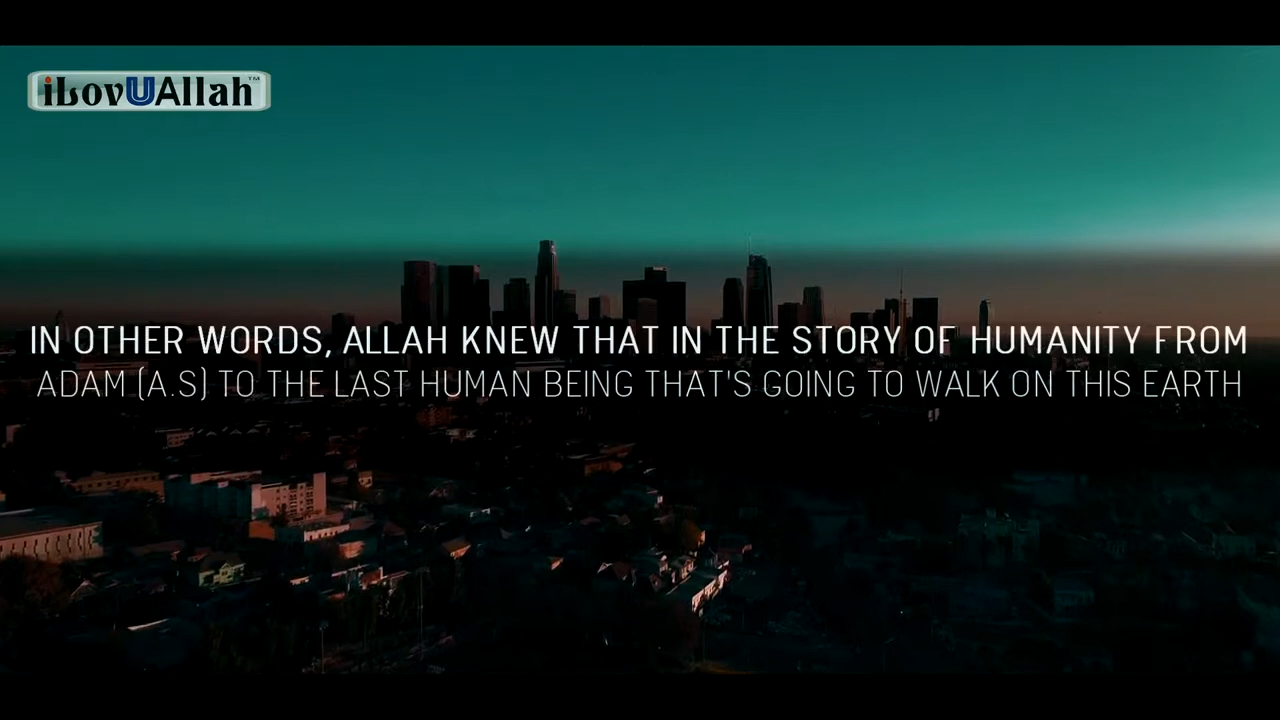 iLovUAllah™
IN OTHER WORDS, ALLAH KNEW THAT IN THE STORY OF HUMANITY FROM
ADAM (A.S) TO THE LAST HUMAN BEING THAT'S GOING TO WALK ON THIS EARTH